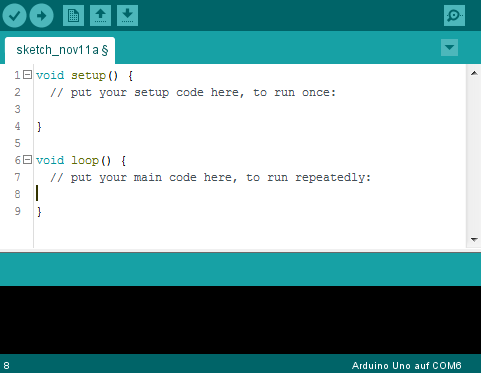 sketch_nov11a §
1 void setup() {
2 // put your setup code here, to run once:
3
4 }
5
6 void loop() {
7 // put your main code here, to run repeatedly:
8
9 }
8 Arduino Uno auf COM6